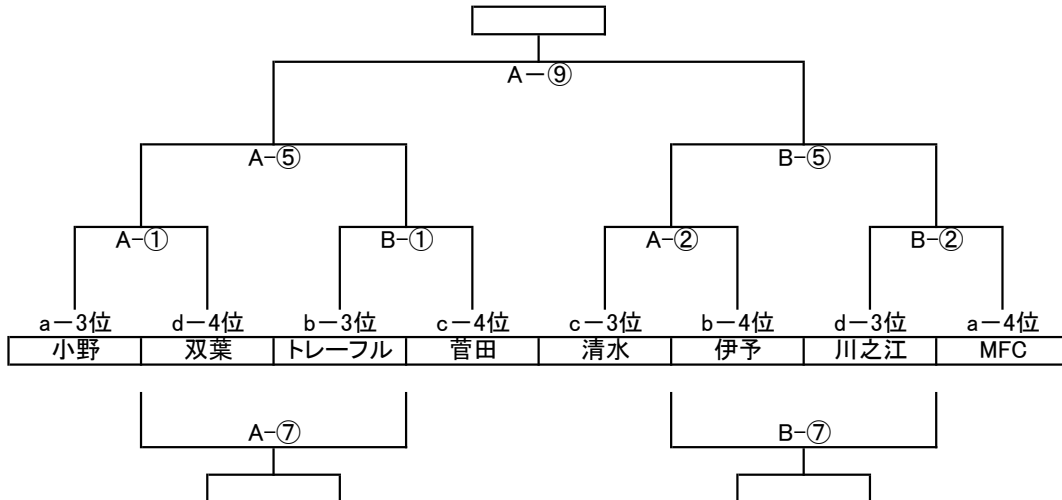 A－⑨
A-⑤ B-⑤
A-① B-① A-② B-②
a－3位 d－4位 b－3位 c－4位 c－3位 b－4位 d－3位 a－4位
小野 双葉 トレーフル 菅田 清水 伊予 川之江 MFC
A-⑦ B-⑦